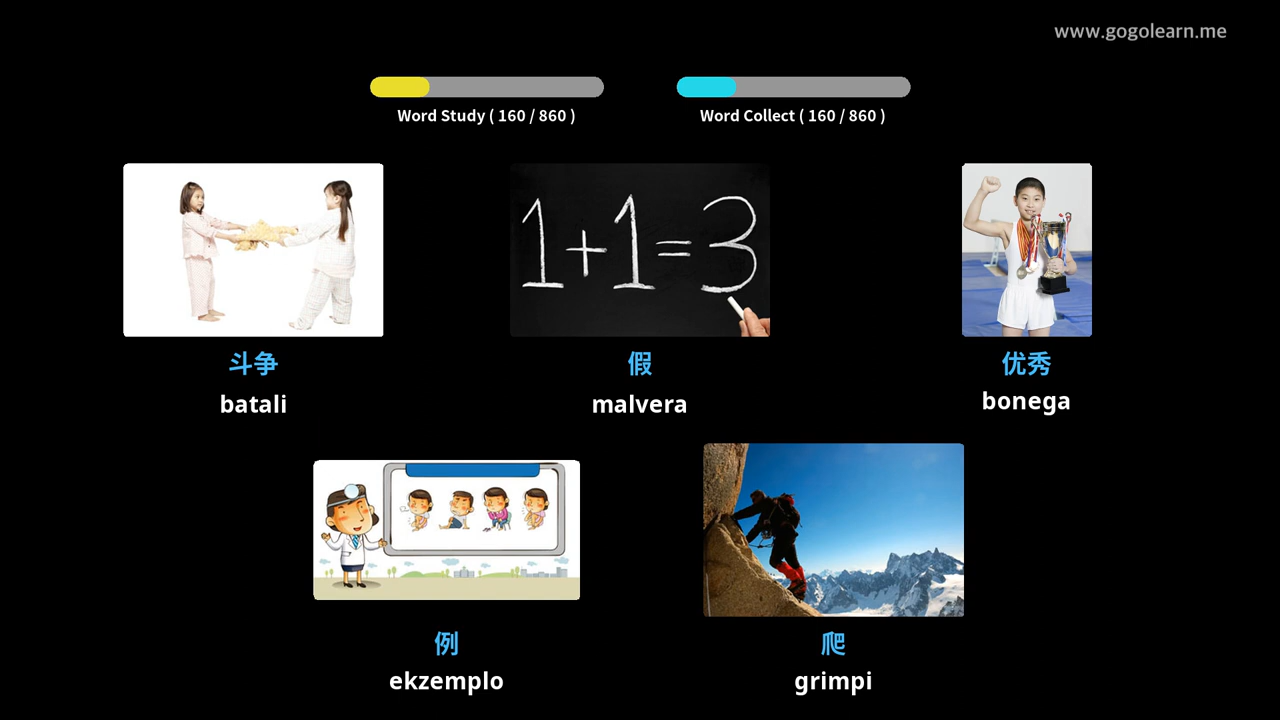 www.gogolearn.me
Word Study ( 160 / 860 )
Word Collect ( 160 / 860 )
1+1=3
斗争
batali
假
malvera
优秀
bonega
例
ekzemplo
爬
grimpi